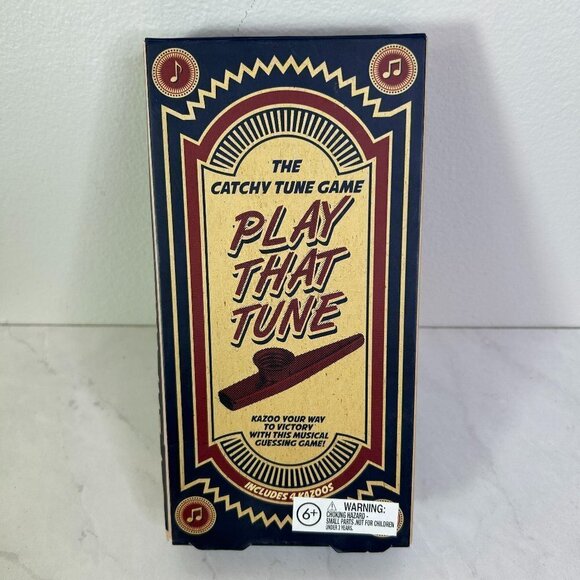 THE
CATCHY TUNE GAME
PLAY
THAT
TUNE
KAZOO YOUR WAY
TO VICTORY
WITH THIS MUSICAL
GUESSING GAME!
INCLUDES 4 KAZOOS
6+
WARNING:
CHOKING HAZARD -
SMALL PARTS .NOT FOR CHILDREN
UNDER 3 YEARS.